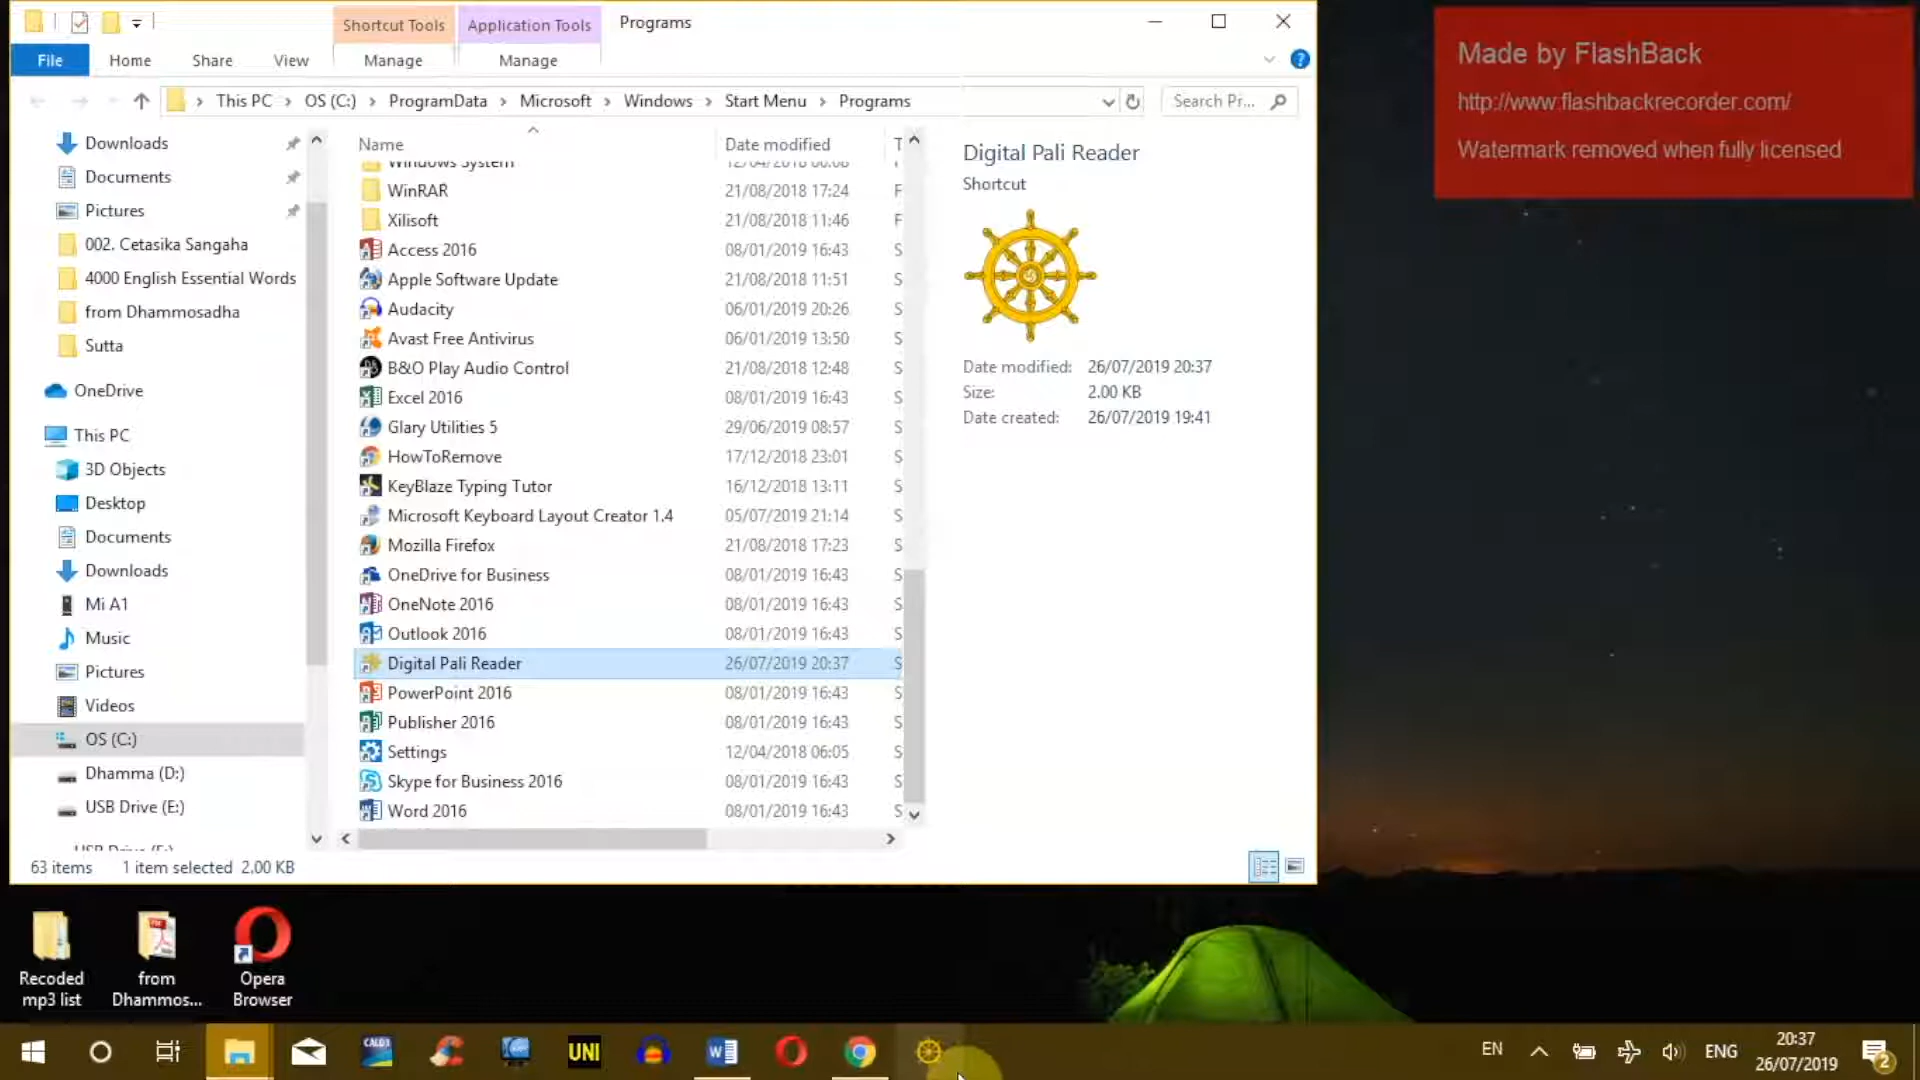 Shortcut Tools
Application Tools
Programs
File
Home
Share
View
Manage
Manage
This PC
OS (C:)
ProgramData
Microsoft
Windows
Start Menu
Programs
Search Pr...
Downloads
Documents
Pictures
002. Cetasika Sangaha
4000 English Essential Words
from Dhammosadha
Sutta
OneDrive
This PC
3D Objects
Desktop
Documents
Downloads
Mi A1
Music
Pictures
Videos
OS (C:)
Dhamma (D:)
USB Drive (E:)
Name Date modified T
Windows System 12/04/2018 06:06 F
WinRAR 21/08/2018 17:24 F
Xilisoft 21/08/2018 11:46 F
Access 2016 08/01/2019 16:43 S
Apple Software Update 21/08/2018 11:51 S
Audacity 06/01/2019 20:26 S
Avast Free Antivirus 06/01/2019 13:50 S
B&O Play Audio Control 21/08/2018 12:48 S
Excel 2016 08/01/2019 16:43 S
Glary Utilities 5 29/06/2019 08:57 S
HowToRemove 17/12/2018 23:01 S
KeyBlaze Typing Tutor 16/12/2018 13:11 S
Microsoft Keyboard Layout Creator 1.4 05/07/2019 21:14 S
Mozilla Firefox 21/08/2018 17:23 S
OneDrive for Business 08/01/2019 16:43 S
OneNote 2016 08/01/2019 16:43 S
Outlook 2016 08/01/2019 16:43 S
Digital Pali Reader 26/07/2019 20:37 S
PowerPoint 2016 08/01/2019 16:43 S
Publisher 2016 08/01/2019 16:43 S
Settings 12/04/2018 06:05 S
Skype for Business 2016 08/01/2019 16:43 S
Word 2016 08/01/2019 16:43 S
Digital Pali Reader
Shortcut
Date modified: 26/07/2019 20:37
Size: 2.00 KB
Date created: 26/07/2019 19:41
63 items 1 item selected 2.00 KB
Made by FlashBack
http://www.flashbackrecorder.com/
Watermark removed when fully licensed
Recoded
mp3 list
from
Dhammos...
Opera
Browser
UNI
EN
ENG
20:37
26/07/2019
2